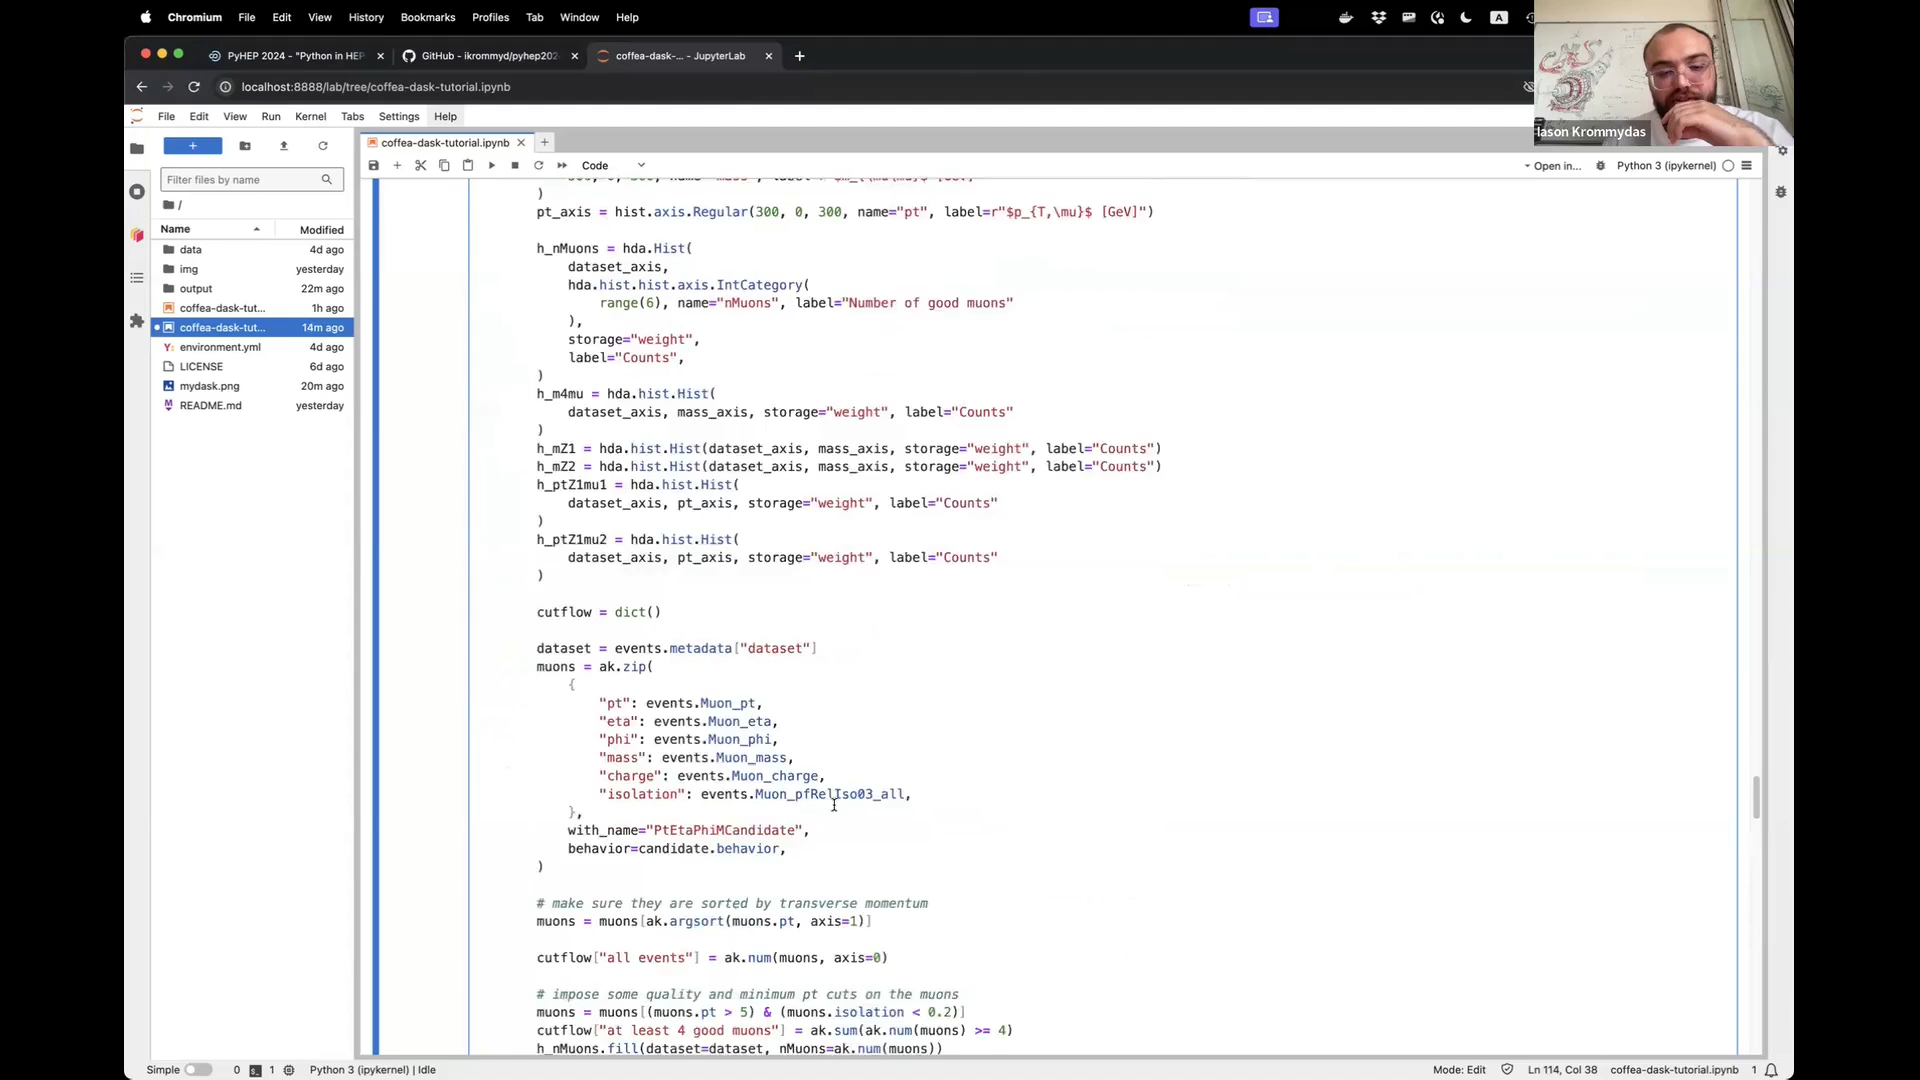 Chromium File Edit View History Bookmarks Profiles Tab Window Help A
PyHEP 2024 - "Python in HEP
GitHub - ikrommyd/pyhep202
coffea-dask-... - JupyterLab
localhost:8888/lab/tree/coffea-dask-tutorial.ipynb
Iason Krommydas
File Edit View Run Kernel Tabs Settings Help
coffea-dask-tutorial.ipynb
Code
Open in...
Python 3 (ipykernel)
Filter files by name
/
Name Modified
data 4d ago
img yesterday
output 22m ago
coffea-dask-tut... 1h ago
coffea-dask-tut... 14m ago
environment.yml 4d ago
LICENSE 6d ago
mydask.png 20m ago
README.md yesterday
)
pt_axis = hist.axis.Regular(300, 0, 300, name="pt", label=r"$p_{T,\mu}$ [GeV]")
h_nMuons = hda.Hist(
dataset_axis,
hda.hist.hist.axis.IntCategory(
range(6), name="nMuons", label="Number of good muons"
),
storage="weight",
label="Counts",
)
h_m4mu = hda.hist.Hist(
dataset_axis, mass_axis, storage="weight", label="Counts"
)
h_mZ1 = hda.hist.Hist(dataset_axis, mass_axis, storage="weight", label="Counts")
h_mZ2 = hda.hist.Hist(dataset_axis, mass_axis, storage="weight", label="Counts")
h_ptZ1mu1 = hda.hist.Hist(
dataset_axis, pt_axis, storage="weight", label="Counts"
)
h_ptZ1mu2 = hda.hist.Hist(
dataset_axis, pt_axis, storage="weight", label="Counts"
)
cutflow = dict()
dataset = events.metadata["dataset"]
muons = ak.zip(
{
"pt": events.Muon_pt,
"eta": events.Muon_eta,
"phi": events.Muon_phi,
"mass": events.Muon_mass,
"charge": events.Muon_charge,
"isolation": events.Muon_pfRelIso03_all,
},
with_name="PtEtaPhiMCandidate",
behavior=candidate.behavior,
)
# make sure they are sorted by transverse momentum
muons = muons[ak.argsort(muons.pt, axis=1)]
cutflow["all events"] = ak.num(muons, axis=0)
# impose some quality and minimum pt cuts on the muons
muons = muons[(muons.pt > 5) & (muons.isolation < 0.2)]
cutflow["at least 4 good muons"] = ak.sum(ak.num(muons) >= 4)
h_nMuons.fill(dataset=dataset, nMuons=ak.num(muons))
Simple 0 1 Python 3 (ipykernel) | Idle Mode: Edit Ln 114, Col 38 coffea-dask-tutorial.ipynb 1